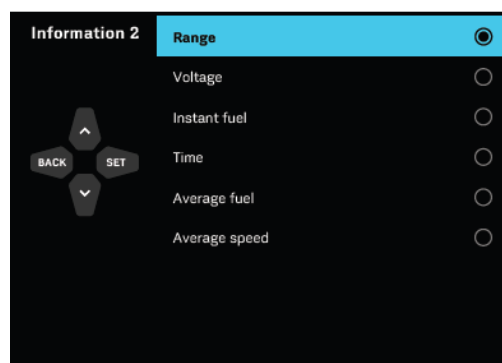 Information 2
Range
Voltage
Instant fuel
BACK SET
Time
Average fuel
Average speed